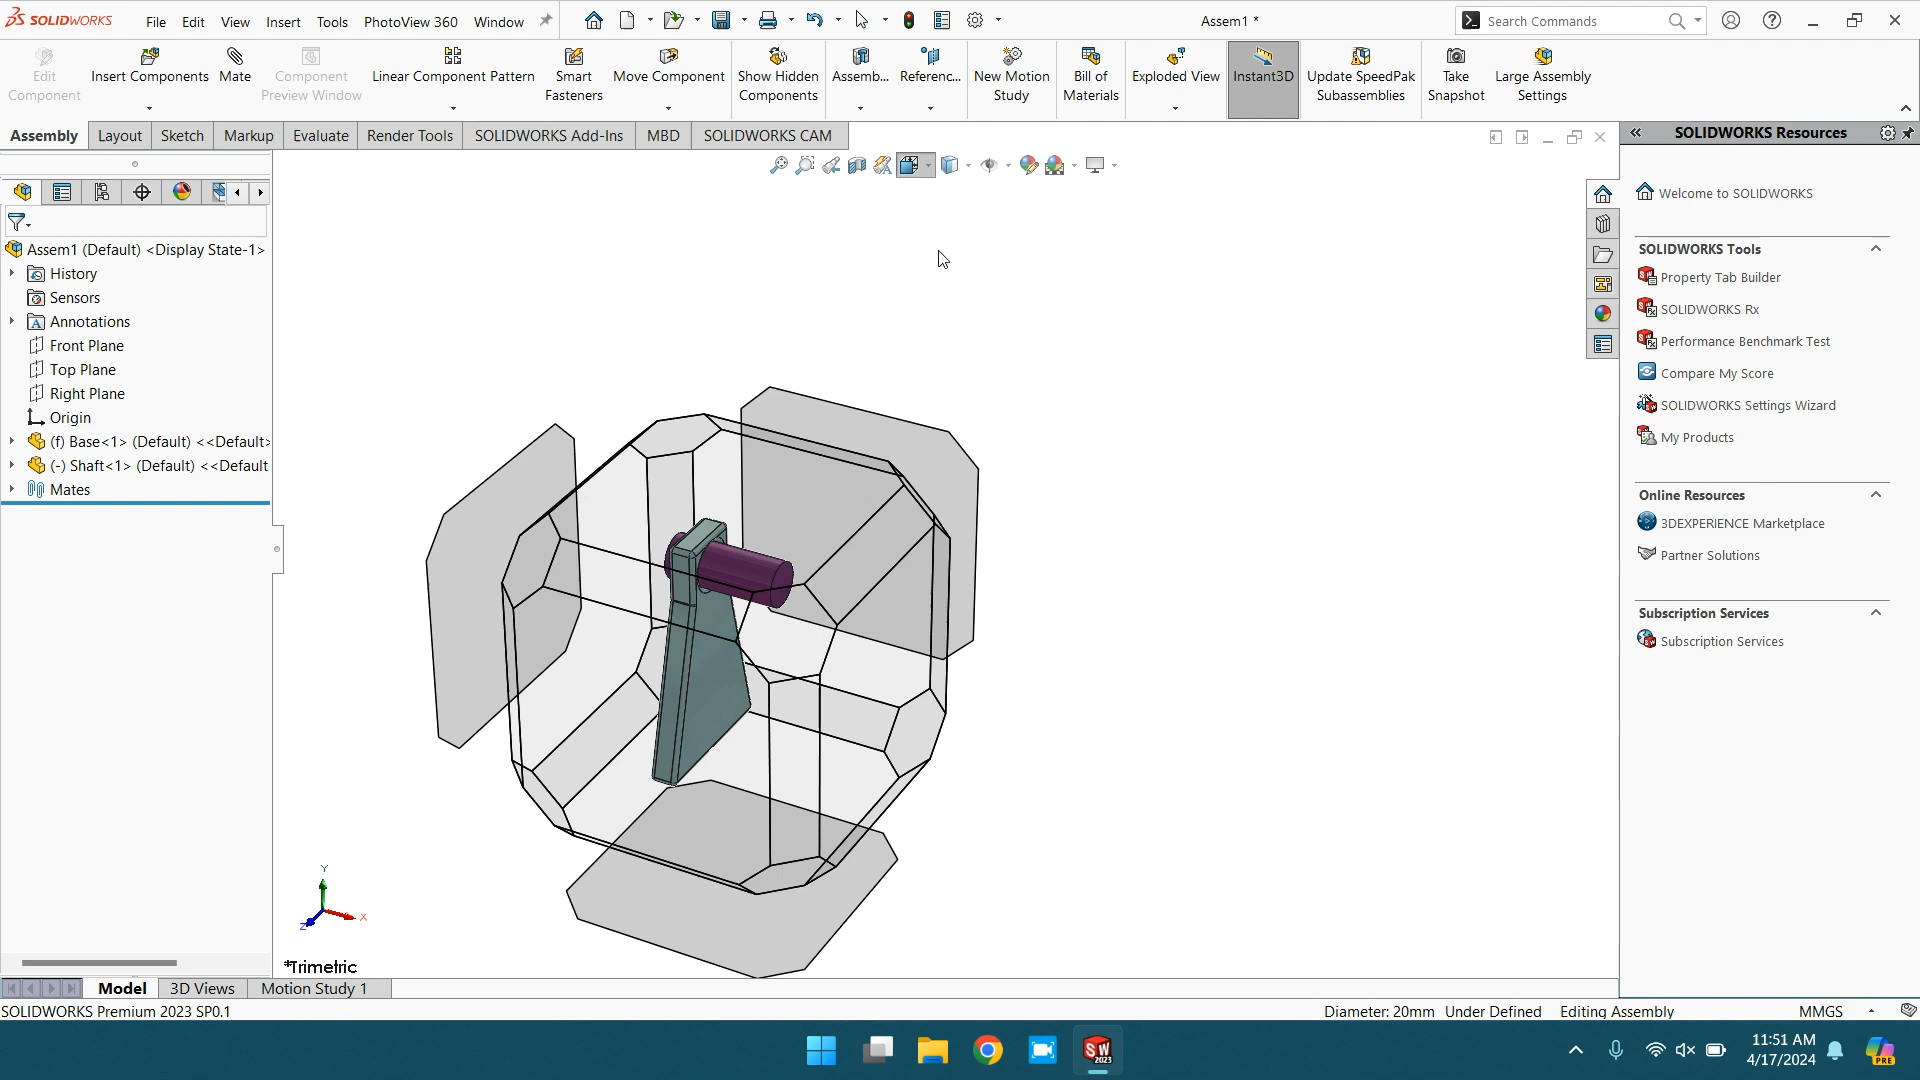 SOLIDWORKS
File Edit View Insert Tools PhotoView 360 Window
Assem1 *
Search Commands
Edit Component
Insert Components
Mate
Component Preview Window
Linear Component Pattern
Smart Fasteners
Move Component
Show Hidden Components
Assemb...
Referenc...
New Motion Study
Bill of Materials
Exploded View
Instant3D
Update SpeedPak Subassemblies
Take Snapshot
Large Assembly Settings
Assembly Layout Sketch Markup Evaluate Render Tools SOLIDWORKS Add-Ins MBD SOLIDWORKS CAM
Assem1 (Default) <Display State-1>
History
Sensors
Annotations
Front Plane
Top Plane
Right Plane
Origin
(f) Base<1> (Default) <<Default>
(-) Shaft<1> (Default) <<Default
Mates
Y
X
Z
*Trimetric
SOLIDWORKS Resources
Welcome to SOLIDWORKS
SOLIDWORKS Tools
Property Tab Builder
SOLIDWORKS Rx
Performance Benchmark Test
Compare My Score
SOLIDWORKS Settings Wizard
My Products
Online Resources
3DEXPERIENCE Marketplace
Partner Solutions
Subscription Services
Subscription Services
Model 3D Views Motion Study 1
SOLIDWORKS Premium 2023 SP0.1
Diameter: 20mm Under Defined Editing Assembly MMGS
SW 2023
11:51 AM
4/17/2024
PRE